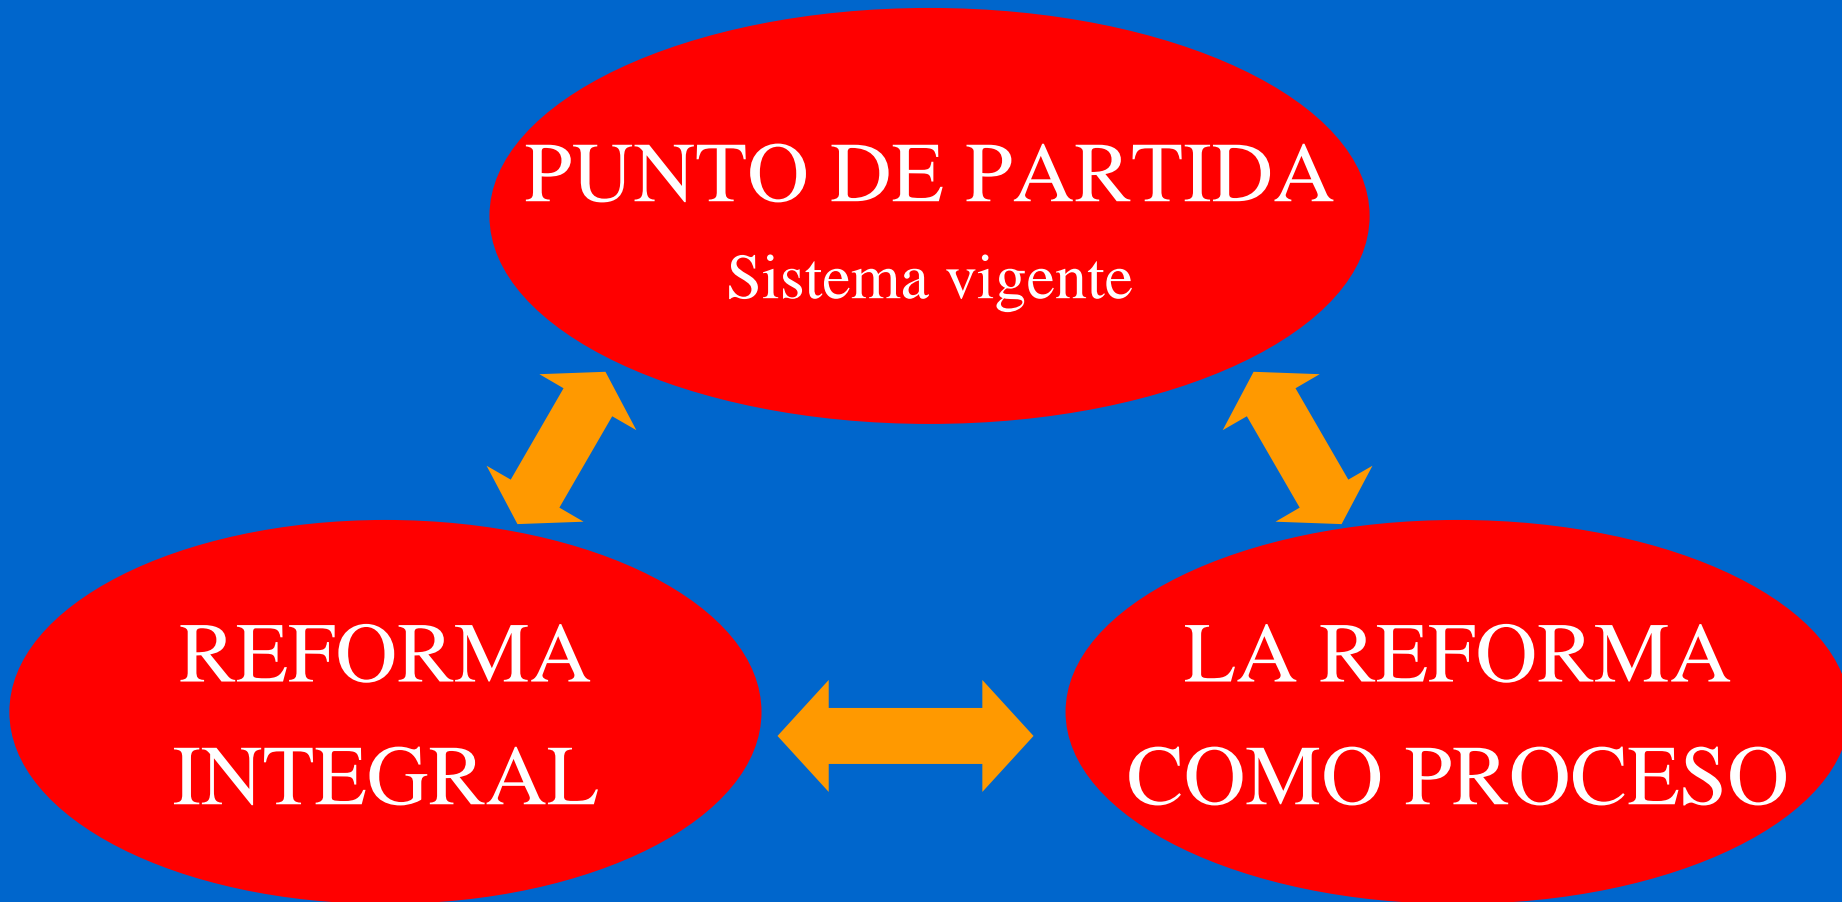 PUNTO DE PARTIDA
Sistema vigente
REFORMA
INTEGRAL
LA REFORMA
COMO PROCESO